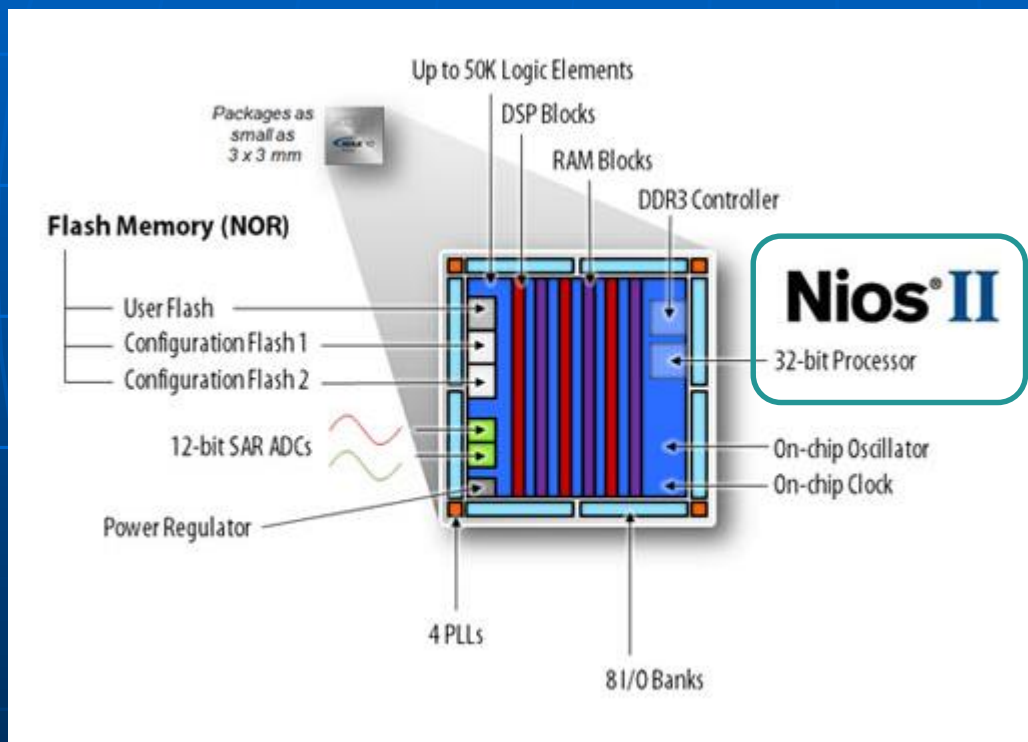 Up to 50K Logic Elements
Packages as
small as
3 x 3 mm
DSP Blocks
RAM Blocks
DDR3 Controller
Flash Memory (NOR)
Nios® II
User Flash
Configuration Flash 1
32-bit Processor
Configuration Flash 2
12-bit SAR ADCs
On-chip Oscillator
On-chip Clock
Power Regulator
4 PLLs
8 I/O Banks